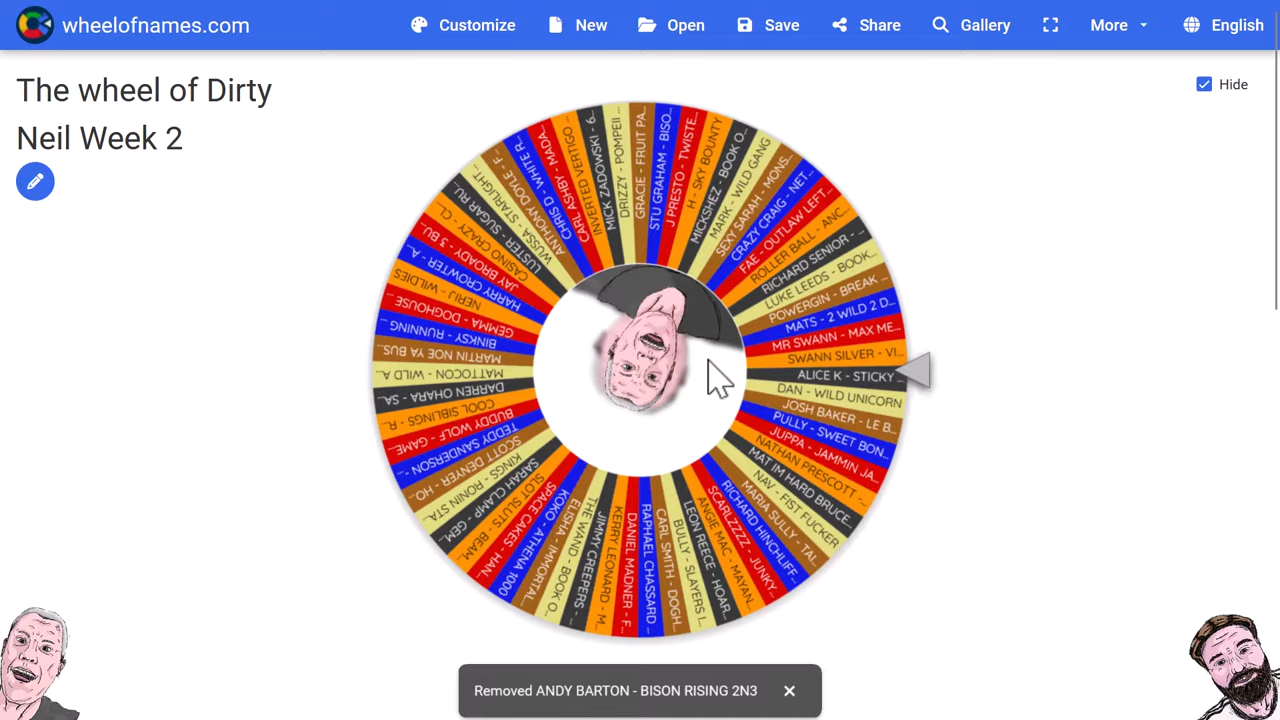 wheelofnames.com
Customize
New
Open
Save
Share
Gallery
More
English
The wheel of Dirty
Neil Week 2
Hide
GRACIE - FRUIT PA...
STU GRAHAM - BISO...
J PRESTO - TWISTE...
H - SKY BOUNTY
MICKSHEZ - BOOK O...
MARK - WILD GANG
SEXY SARAH - MONS...
CRAZY CRAIG - NET...
FAE - OUTLAW LEFT...
ROLLER BALL - ANC...
RICHARD SENIOR - ...
LUKE LEEDS - BOOK...
POWERGIN - BREAK ...
MATS - 2 WILD 2 D...
MR SWANN - MAX ME...
SWANN SILVER - VI...
ALICE K - STICKY ...
DAN - WILD UNICORN
JOSH BAKER - LE B...
PULLY - SWEET BON...
JUPPA - JAMMIN JA...
NATHAN PRESCOTT - ...
MAT IM HARD BRUCE...
NAV - FIST FUCKER
MARIA SULLY - TAL...
RICHARD HINCHLIFF...
SCARLZZZZ - JUNKY...
ANGIE MAC - MAYAN...
LEON REECE - HOAR...
BULLY - SLAYERS I...
CARL SMITH - DOGH...
RAPHAEL CHASSARD ...
DANIEL MADNER - F...
KERRY LEONARD - M...
JIMMY CREEPERS - ...
THE WAND - BOOK O...
ELISHA - IMMORTAL...
KOKO - ATHENA 1000
SPACE CAKES - HAN...
SLOT SLUTS - BEAM...
SARAH CLAMP - GEM...
KINGS - RONIN STA...
SCOTT DENYER - HO...
TEDDY SANDERSON - ...
BUDDY WOLF - GAME...
COOL SIBLINGS - R...
DARREN OHARA - SA...
MATTOCON - WILD A...
MARTIN NOE YA BUS...
BINKSY - RUNNING ...
GEMMA - DOGHOUSE ...
NERIJ - WILDIES
HARRY CROWTER - A...
JAY BROADY - 3 BU...
CASINO CRAZY - CL...
LUSTER - SUGAR RU...
WUSSA - STARLIGHT...
ANTHONY DOYLE - F...
CHRIS D - WHITE R...
CARL ASHBY - MADA...
INVERTED VERTIGO ...
MICK ZADOWSKI - 6...
DRIZZY - POMPEII ...
Removed ANDY BARTON - BISON RISING 2N3